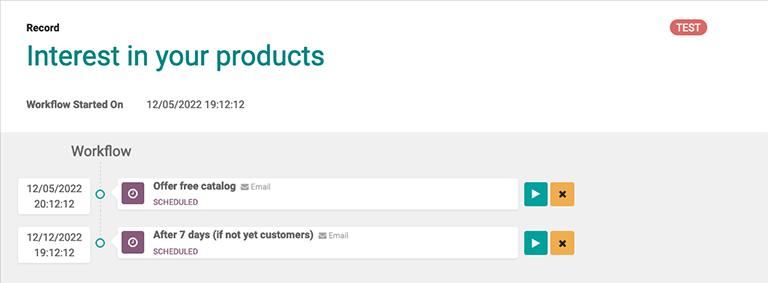 Record
TEST
Interest in your products
Workflow Started On 12/05/2022 19:12:12
Workflow
12/05/2022
20:12:12
Offer free catalog Email
SCHEDULED
12/12/2022
19:12:12
After 7 days (if not yet customers) Email
SCHEDULED